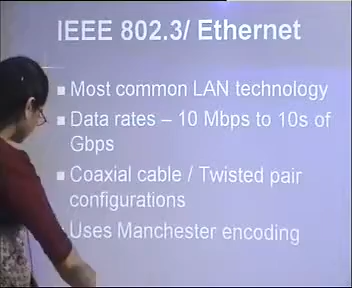 IEEE 802.3/ Ethernet
Most common LAN technology
Data rates – 10 Mbps to 10s of
Gbps
Coaxial cable / Twisted pair
configurations
Uses Manchester encoding